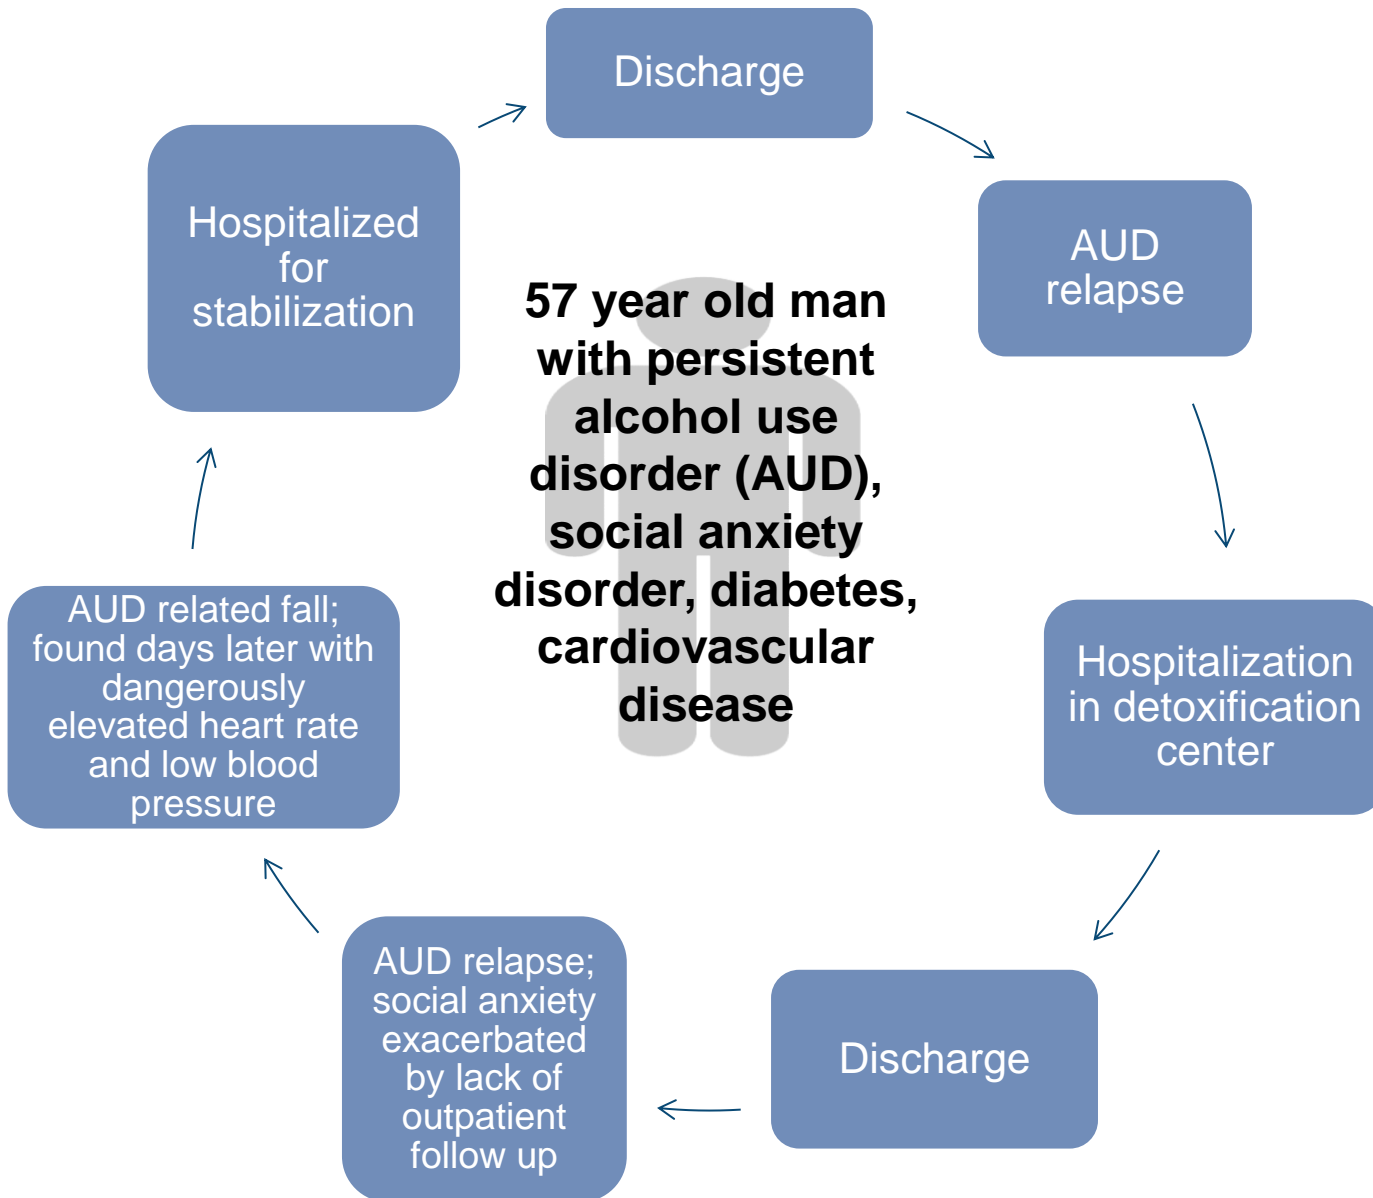 Discharge
AUD
relapse
Hospitalization
in detoxification
center
Discharge
AUD relapse;
social anxiety
exacerbated
by lack of
outpatient
follow up
AUD related fall;
found days later with
dangerously
elevated heart rate
and low blood
pressure
Hospitalized
for
stabilization
57 year old man
with persistent
alcohol use
disorder (AUD),
social anxiety
disorder, diabetes,
cardiovascular
disease